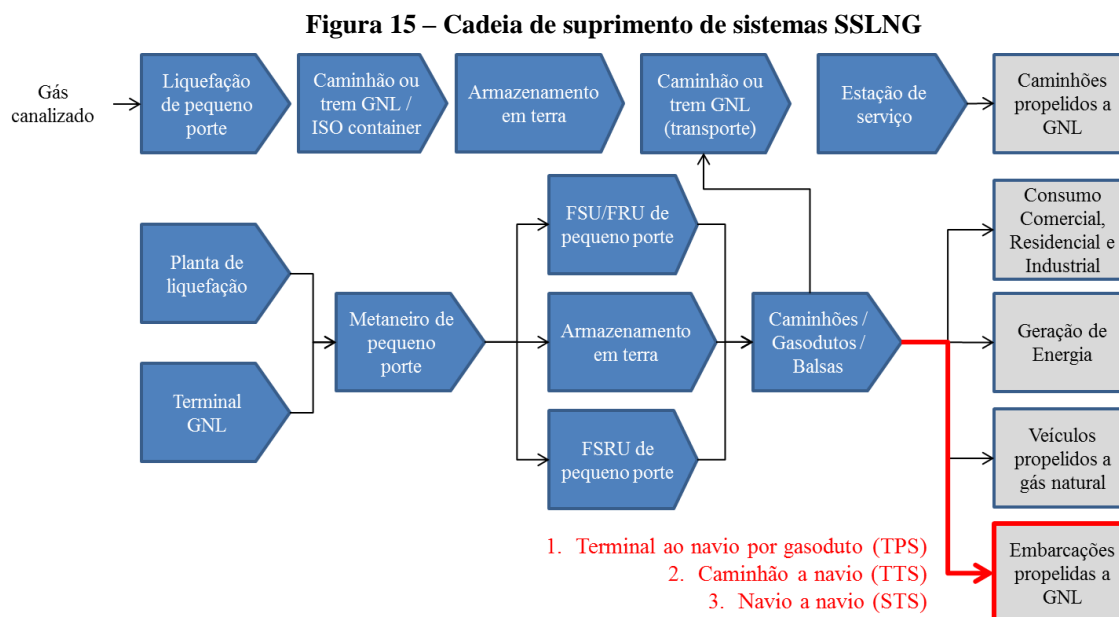 Figura 15 – Cadeia de suprimento de sistemas SSLNG
Gás
canalizado
Liquefação
de pequeno
porte
Caminhão ou
trem GNL /
ISO container
Armazenamento
em terra
Caminhão ou
trem GNL
(transporte)
Estação de
serviço
Caminhões
propelidos a
GNL
Planta de
liquefação
Terminal
GNL
Metaneiro de
pequeno
porte
FSU/FRU de
pequeno porte
Armazenamento
em terra
FSRU de
pequeno porte
Caminhões /
Gasodutos /
Balsas
Consumo
Comercial,
Residencial e
Industrial
Geração de
Energia
Veículos
propelidos a
gás natural
Embarcações
propelidas a
GNL
1. Terminal ao navio por gasoduto (TPS)
2. Caminhão a navio (TTS)
3. Navio a navio (STS)